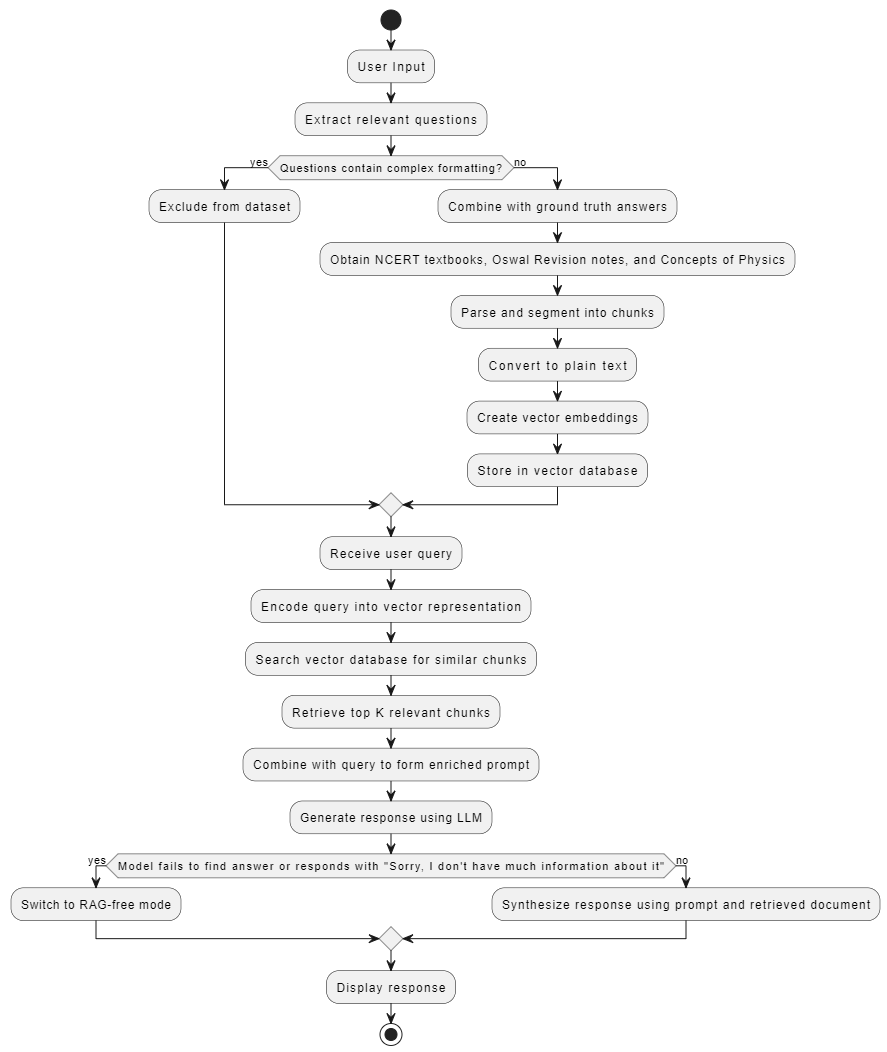 User Input
Extract relevant questions
yes
Questions contain complex formatting?
no
Exclude from dataset
Combine with ground truth answers
Obtain NCERT textbooks, Oswal Revision notes, and Concepts of Physics
Parse and segment into chunks
Convert to plain text
Create vector embeddings
Store in vector database
Receive user query
Encode query into vector representation
Search vector database for similar chunks
Retrieve top K relevant chunks
Combine with query to form enriched prompt
Generate response using LLM
yes
Model fails to find answer or responds with "Sorry, I don't have much information about it"
no
Switch to RAG-free mode
Synthesize response using prompt and retrieved document
Display response